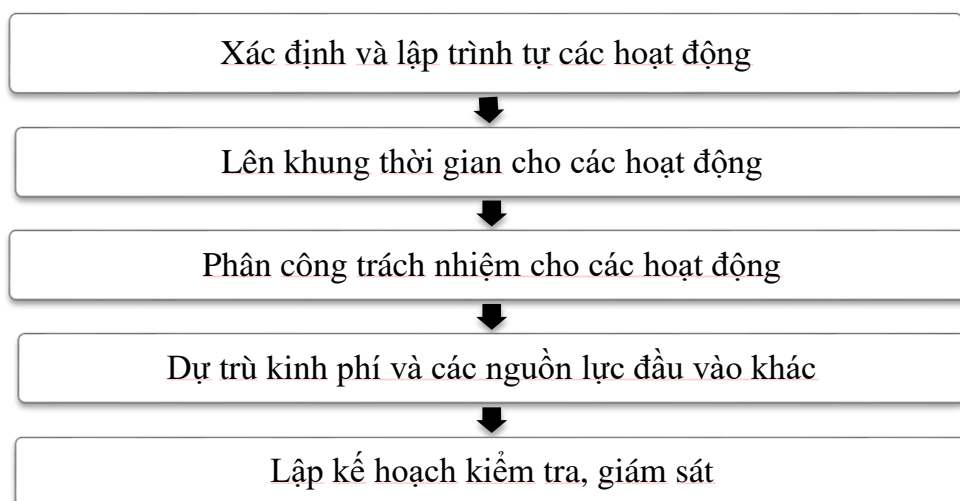 Xác định và lập trình tự các hoạt động
Lên khung thời gian cho các hoạt động
Phân công trách nhiệm cho các hoạt động
Dự trù kinh phí và các nguồn lực đầu vào khác
Lập kế hoạch kiểm tra, giám sát